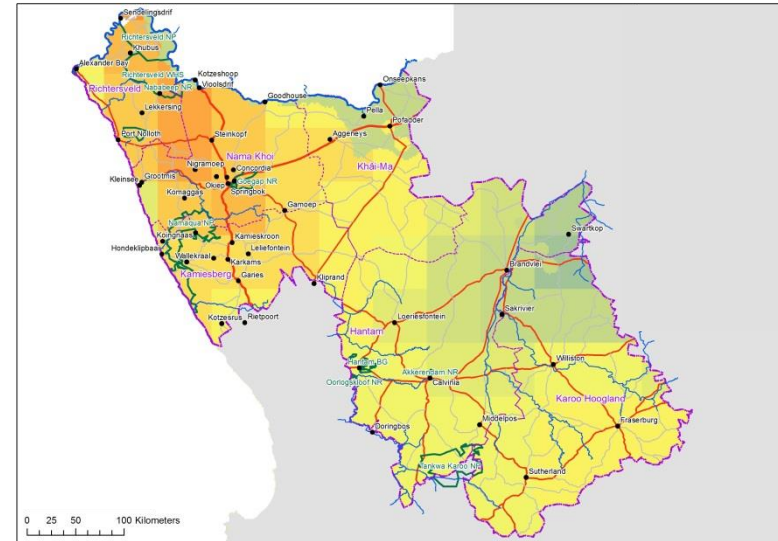 Sendelingsdrif
Richtersveld NP
Khubus
Alexander Bay
Richtersveld WHS
Kotzeshoop
Nababeep NR
Vioolsdrif
Richtersveld
Goodhouse
Onseepkans
Lekkersing
Pella
Pofadder
Port Nolloth
Steinkopf
Aggeneys
Nama Khoi
Khâi-Ma
Nigramoep
Concordia
Goegap NR
Kleinsee
Grootmis
Okiep
Springbok
Komaggas
Gamoep
Namaqua NP
Koingnaas
Kamieskroon
Swartkop
Hondeklipbaai
Leliefontein
Wallekraal
Karkams
Kamiesberg
Garies
Kliprand
Brandvlei
Kotzesrus
Rietpoort
Loeriesfontein
Sakrivier
Hantam
Hantam BG
Akkerendam NR
Williston
Oorlogskloof NR
Calvinia
Karoo Hoogland
Doringbos
Middelpos
Fraserburg
Tankwa Karoo NP
Sutherland
0 25 50 100 Kilometers